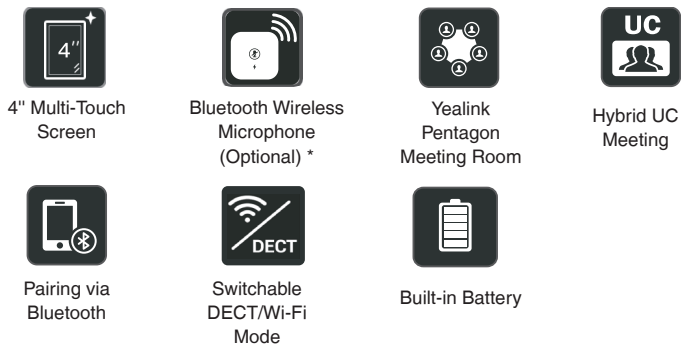 4"
UC
4" Multi-Touch
Screen
Bluetooth Wireless
Microphone
(Optional) *
Yealink
Pentagon
Meeting Room
Hybrid UC
Meeting
DECT
Pairing via
Bluetooth
Switchable
DECT/Wi-Fi
Mode
Built-in Battery